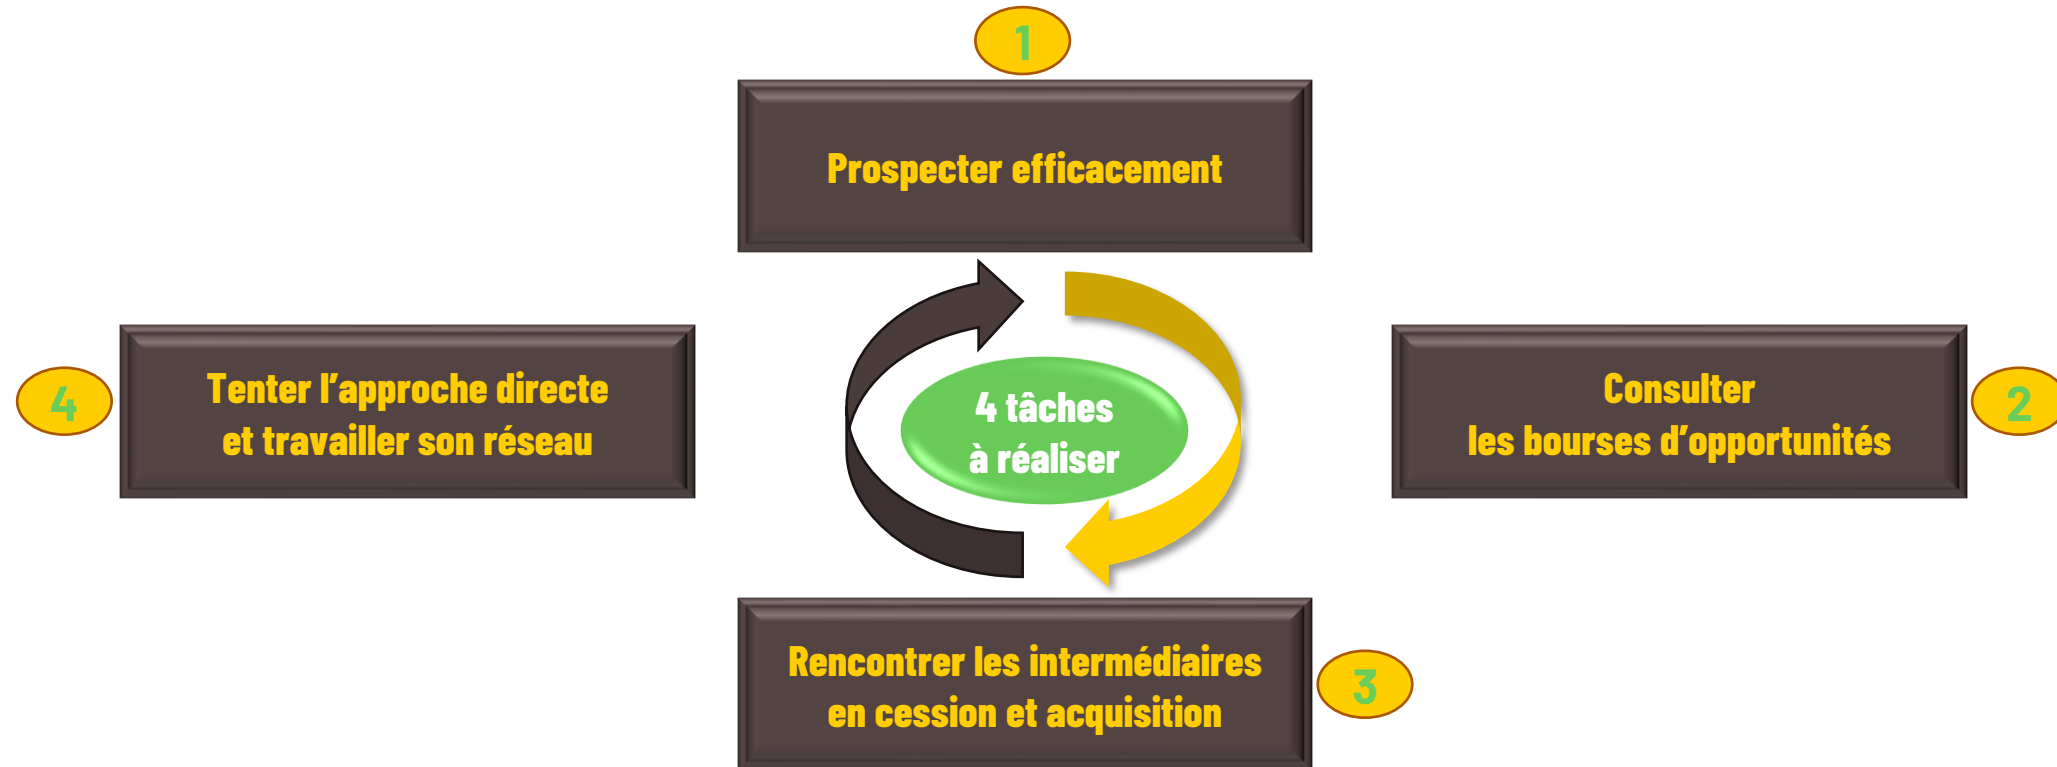 1
Prospecter efficacement
4
Tenter l’approche directe
et travailler son réseau
4 tâches
à réaliser
Consulter
les bourses d’opportunités
2
Rencontrer les intermédiaires
en cession et acquisition
3